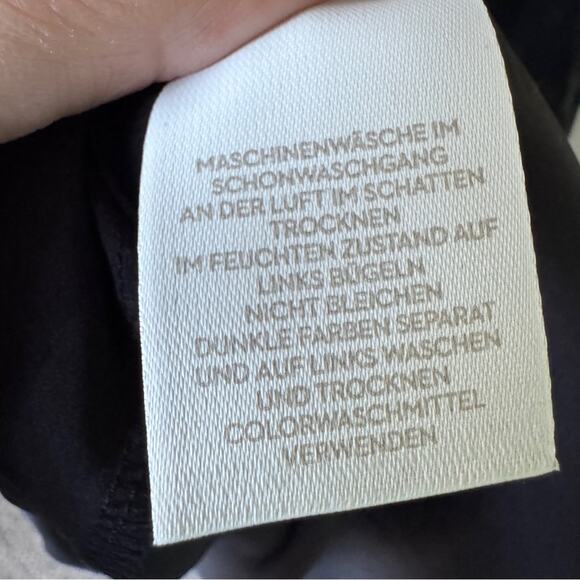 MASCHINENWÄSCHE IM
SCHONWASCHGANG
AN DER LUFT IM SCHATTEN
TROCKNEN
IM FEUCHTEN ZUSTAND AUF
LINKS BÜGELN
NICHT BLEICHEN
DUNKLE FARBEN SEPARAT
UND AUF LINKS WASCHEN
UND TROCKNEN
COLORWASCHMITTEL
VERWENDEN